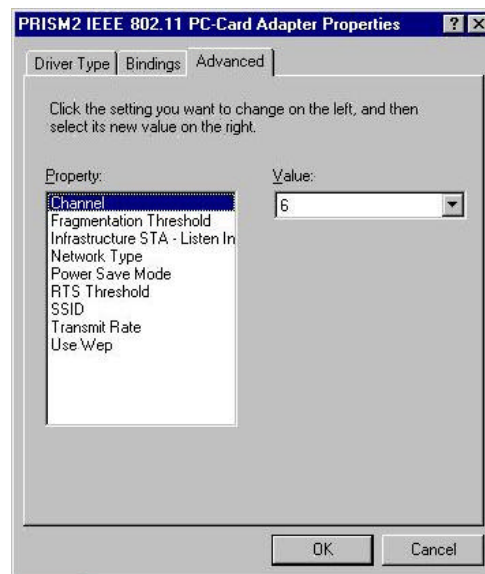 PRISM2 IEEE 802.11 PC-Card Adapter Properties
Driver Type Bindings Advanced
Click the setting you want to change on the left, and then
select its new value on the right.
Property:
Value:
Channel
6
Fragmentation Threshold
Infrastructure STA - Listen In
Network Type
Power Save Mode
RTS Threshold
SSID
Transmit Rate
Use Wep
OK Cancel